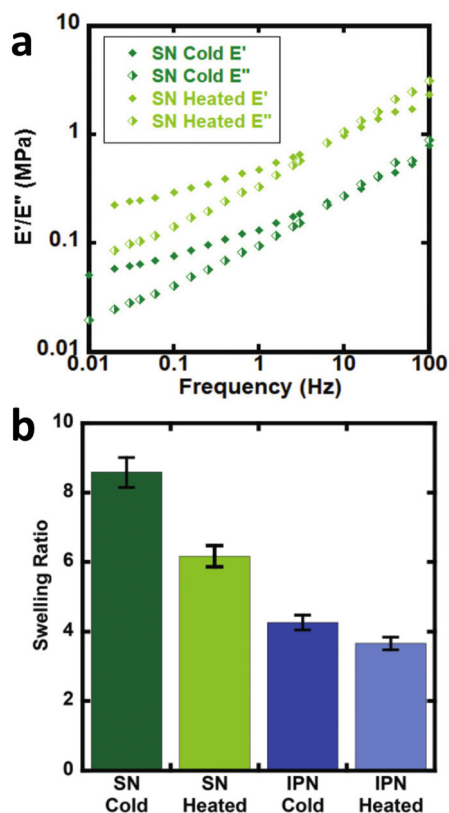 a
10
1
0.1
0.01
E'/E" (MPa)
SN Cold E'
SN Cold E"
SN Heated E'
SN Heated E"
0.01 0.1 1 10 100
Frequency (Hz)
b
10
8
6
4
2
0
Swelling Ratio
SN SN IPN IPN
Cold Heated Cold Heated